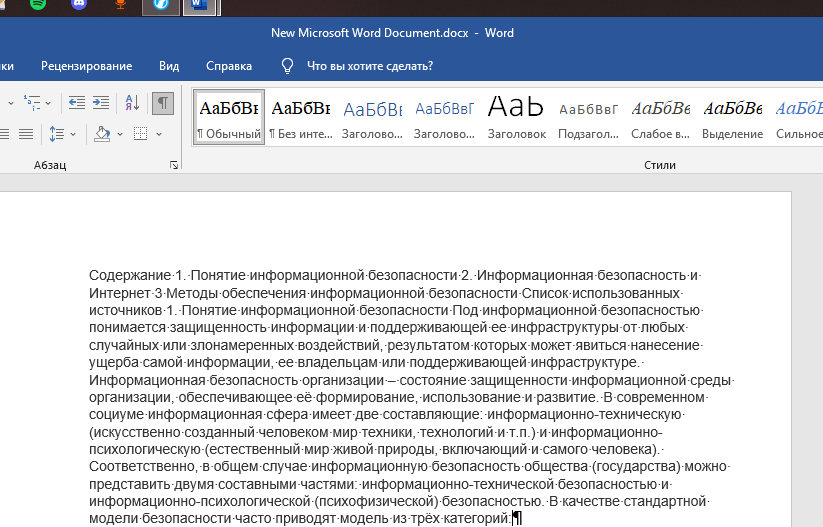 New Microsoft Word Document.docx - Word
ки Рецензирование Вид Справка Что вы хотите сделать?
АаБбВв АаБбВв АаБбВв АаБбВвГ АаЬ АаБбВвГ АаБбВв АаБбВв АаБбВв
¶ Обычный ¶ Без инте... Заголово... Заголово... Заголовок Подзагол... Слабое в... Выделение Сильное
Абзац Стили
Содержание 1. Понятие информационной безопасности 2. Информационная безопасность и
Интернет 3 Методы обеспечения информационной безопасности Список использованных
источников 1. Понятие информационной безопасности Под информационной безопасностью
понимается защищенность информации и поддерживающей ее инфраструктуры от любых
случайных или злонамеренных воздействий, результатом которых может явиться нанесение
ущерба самой информации, ее владельцам или поддерживающей инфраструктуре.
Информационная безопасность организации – состояние защищенности информационной среды
организации, обеспечивающее её формирование, использование и развитие. В современном
социуме информационная сфера имеет две составляющие: информационно-техническую
(искусственно созданный человеком мир техники, технологий и т.п.) и информационно-
психологическую (естественный мир живой природы, включающий и самого человека).
Соответственно, в общем случае информационную безопасность общества (государства) можно
представить двумя составными частями: информационно-технической безопасностью и
информационно-психологической (психофизической) безопасностью. В качестве стандартной
модели безопасности часто приводят модель из трёх категорий:¶